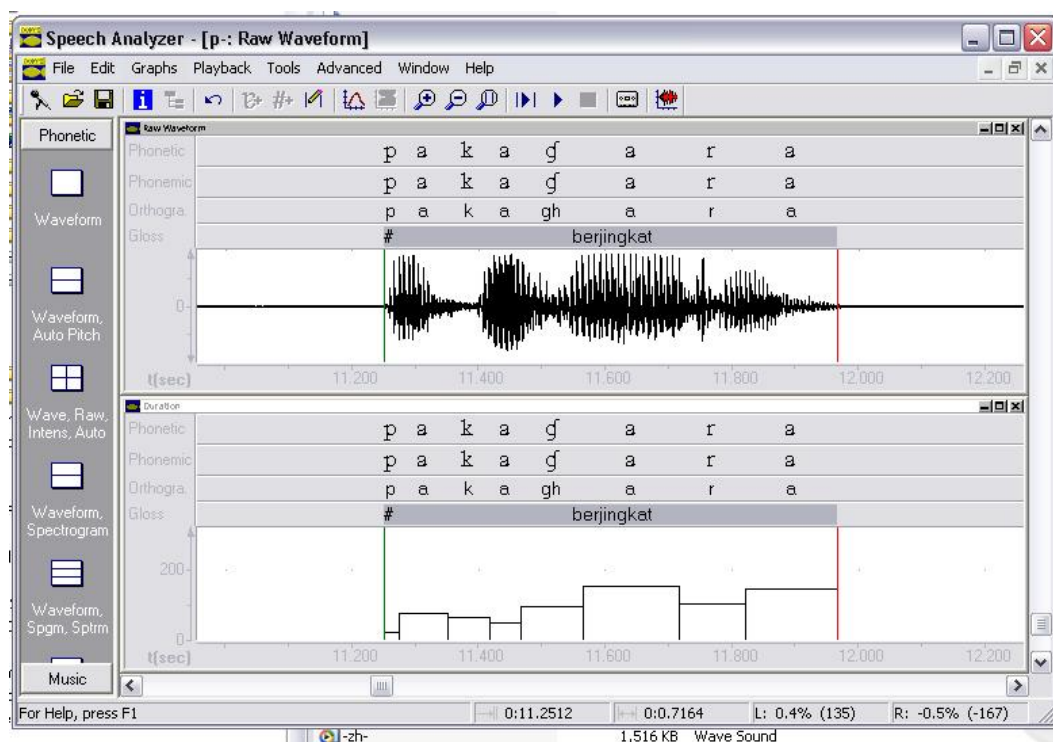 Speech Analyzer - [p-: Raw Waveform]
File Edit Graphs Playback Tools Advanced Window Help
Phonetic
Waveform
Waveform,
Auto Pitch
Wave, Raw,
Intens, Auto
Waveform,
Spectrogram
Waveform,
Spgm, Sptrm
Music
Raw Waveform
Phonetic p a k a ɠ a r a
Phonemic p a k a ɠ a r a
Orthogra. p a k a gh a r a
Gloss # berjingkat
0
t(sec) 11.200 11.400 11.600 11.800 12.000 12.200
Duration
Phonetic p a k a ɠ a r a
Phonemic p a k a ɠ a r a
Orthogra. p a k a gh a r a
Gloss # berjingkat
200
0
t(sec) 11.200 11.400 11.600 11.800 12.000 12.200
For Help, press F1 0:11.2512 0:0.7164 L: 0.4% (135) R: -0.5% (-167)
-zh- 1,516 KB Wave Sound